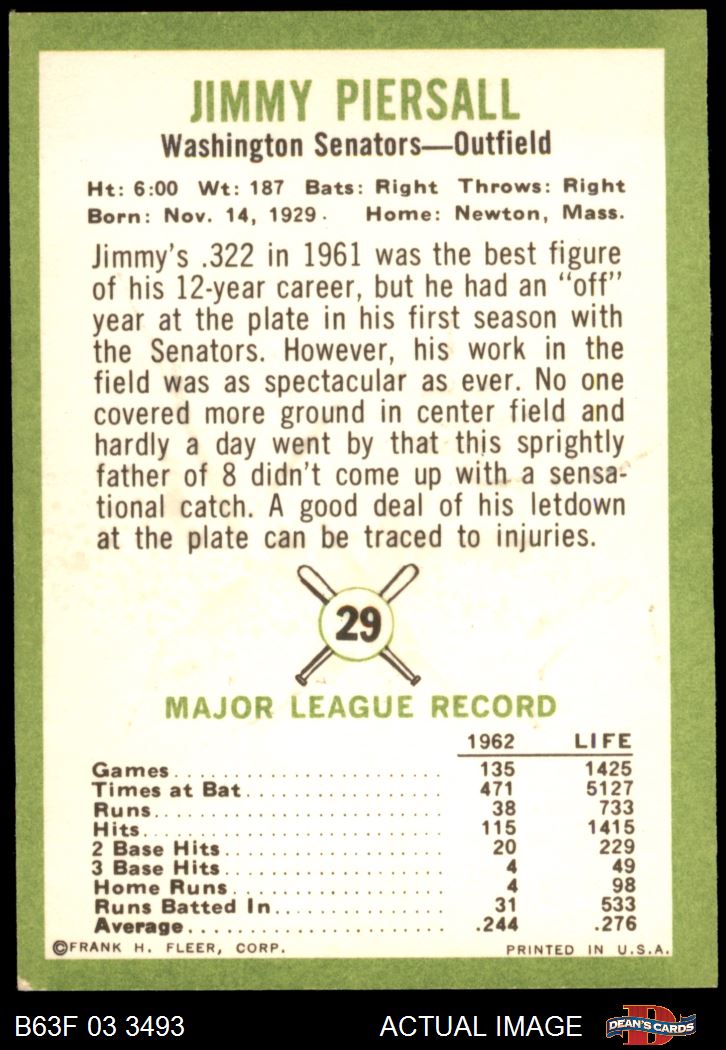 JIMMY PIERSALL
Washington Senators—Outfield
Ht: 6:00 Wt: 187 Bats: Right Throws: Right
Born: Nov. 14, 1929. Home: Newton, Mass.
Jimmy's .322 in 1961 was the best figure
of his 12-year career, but he had an “off”
year at the plate in his first season with
the Senators. However, his work in the
field was as spectacular as ever. No one
covered more ground in center field and
hardly a day went by that this sprightly
father of 8 didn't come up with a sensa-
tional catch. A good deal of his letdown
at the plate can be traced to injuries.
29
MAJOR LEAGUE RECORD
1962 LIFE
Games 135 1425
Times at Bat 471 5127
Runs 38 733
Hits 115 1415
2 Base Hits 20 229
3 Base Hits 4 49
Home Runs 4 98
Runs Batted In 31 533
Average .244 .276
©FRANK H. FLEER, CORP. PRINTED IN U.S.A.
B63F 03 3493 ACTUAL IMAGE DEAN'S CARDS